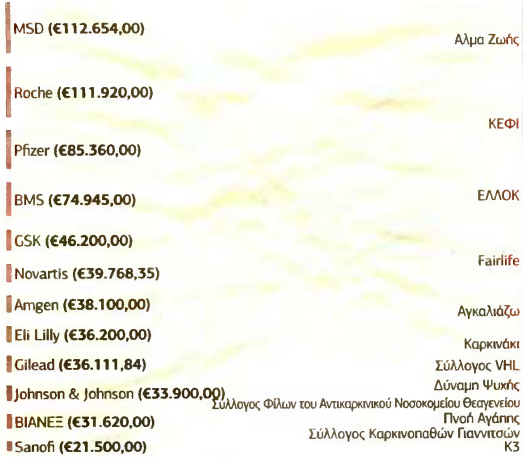 MSD (€112.654,00)
Roche (€111.920,00)
Pfizer (€85.360,00)
BMS (€74.945,00)
GSK (€46.200,00)
Novartis (€39.768,35)
Amgen (€38.100,00)
Eli Lilly (€36.200,00)
Gilead (€36.111,84)
Johnson & Johnson (€33.900,00)
ΒΙΑΝΕΞ (€31.620,00)
Sanofi (€21.500,00)
Αλμα Ζωής
ΚΕΦΙ
ΕΛΛΟΚ
Fairlife
Αγκαλιάζω
Καρκινάκι
Σύλλογος VHL
Δύναμη Ψυχής
Σύλλογος Φίλων του Αντικαρκινικού Νοσοκομείου Θεαγενείου
Πνοή Αγάπης
Σύλλογος Καρκινοπαθών Γιαννιτσών
Κ3